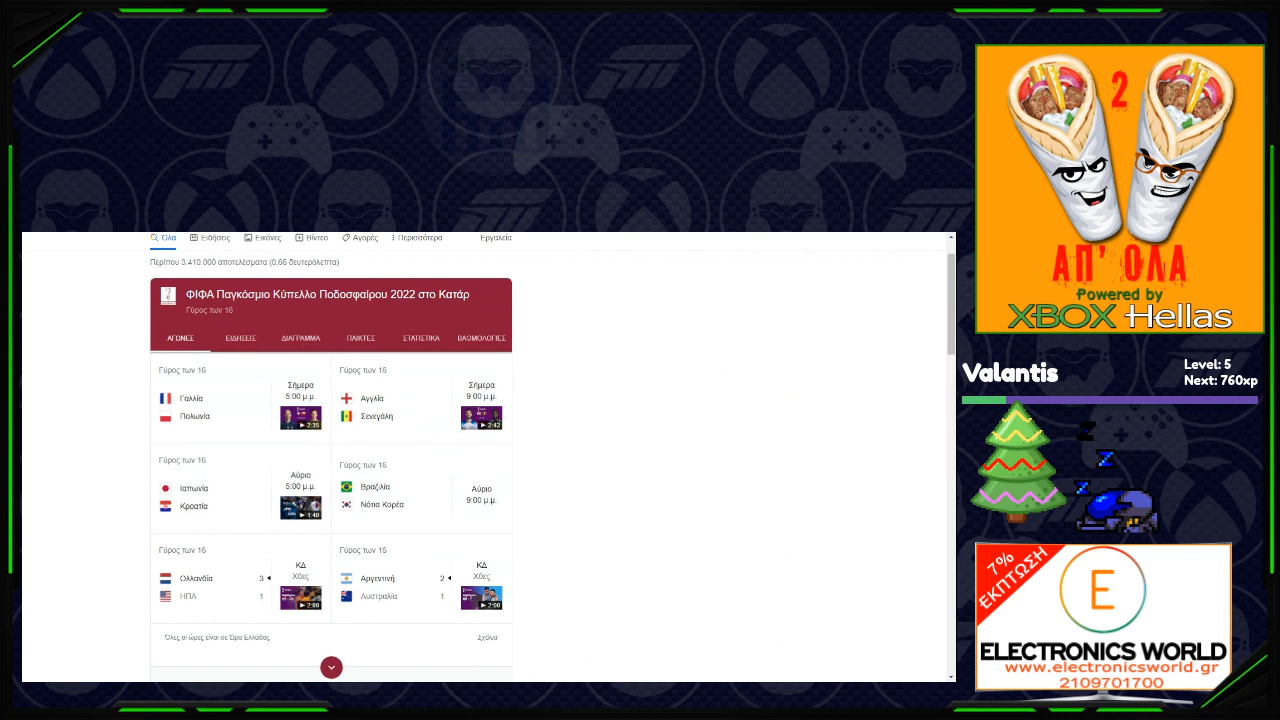 Όλα Ειδήσεις Εικόνες Βίντεο Αγορές Περισσότερα Εργαλεία
Περίπου 3.410.000 αποτελέσματα (0,66 δευτερόλεπτα)
ΦΙΦΑ Παγκόσμιο Κύπελλο Ποδοσφαίρου 2022 στο Κατάρ
Γύρος των 16
ΑΓΩΝΕΣ ΕΙΔΗΣΕΙΣ ΔΙΑΓΡΑΜΜΑ ΠΑΙΚΤΕΣ ΣΤΑΤΙΣΤΙΚΑ ΒΑΘΜΟΛΟΓΙΕΣ
Γύρος των 16
Γαλλία
Πολωνία
Σήμερα
5:00 μ.μ.
2:35
Γύρος των 16
Αγγλία
Σενεγάλη
Σήμερα
9:00 μ.μ.
2:42
Γύρος των 16
Ιαπωνία
Κροατία
Αύριο
5:00 μ.μ.
1:40
Γύρος των 16
Βραζιλία
Νότια Κορέα
Αύριο
9:00 μ.μ.
Γύρος των 16
Ολλανδία 3
ΗΠΑ 1
ΚΔ
Χθες
2:00
Γύρος των 16
Αργεντινή 2
Αυστραλία 1
ΚΔ
Χθες
2:00
Όλες οι ώρες είναι σε Ώρα Ελλάδας
Σχόλια
2
ΑΠ' ΟΛΑ
Powered by
XBOX Hellas
Valantis
Level: 5
Next: 760xp
z
z
z
7%
ΕΚΠΤΩΣΗ
E
ELECTRONICS WORLD
www.electronicsworld.gr
2109701700